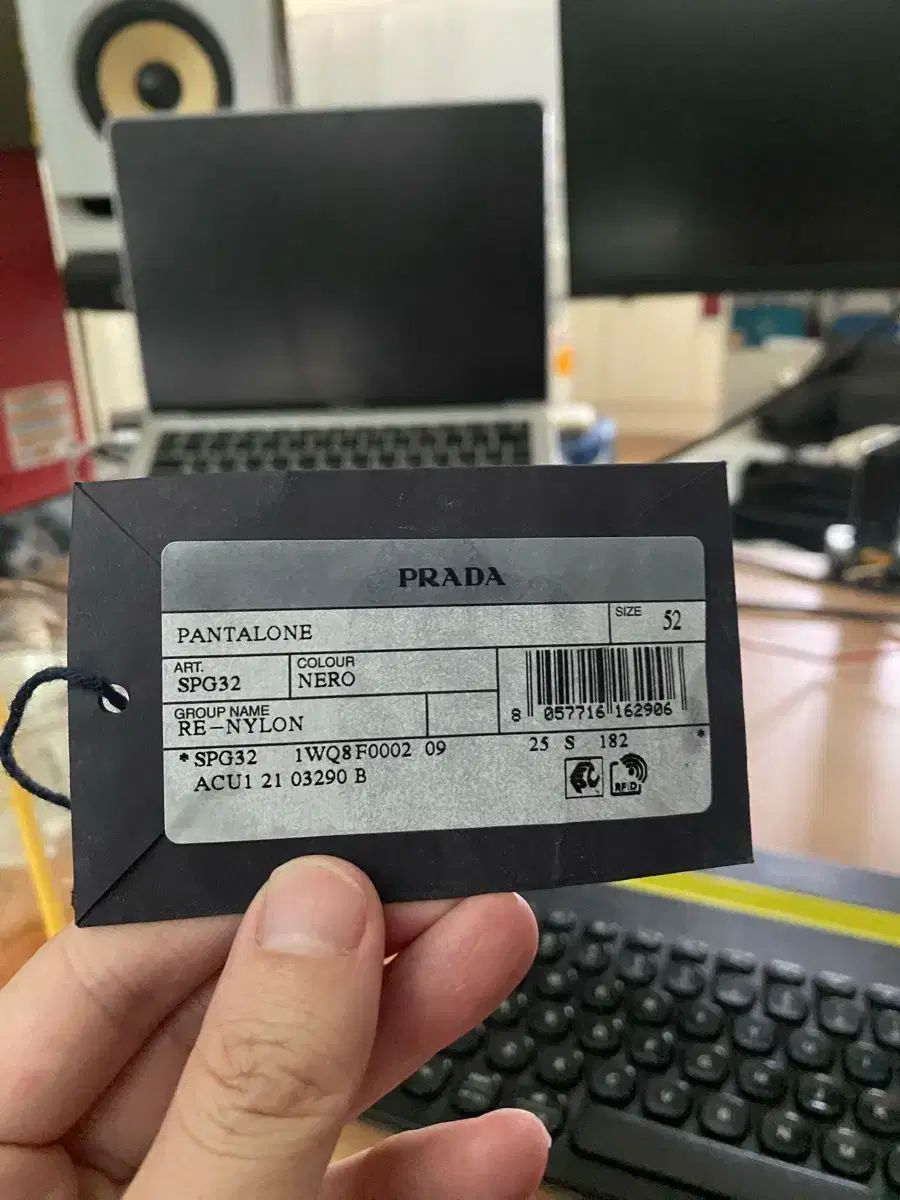 PRADA
PANTALONE
SIZE 52
ART.
SPG32
COLOUR
NERO
GROUP NAME
RE-NYLON
8 057716 162906
*SPG32 1WQ8 F0002 09 25 S 182 *
ACU1 21 03290 B
RFID